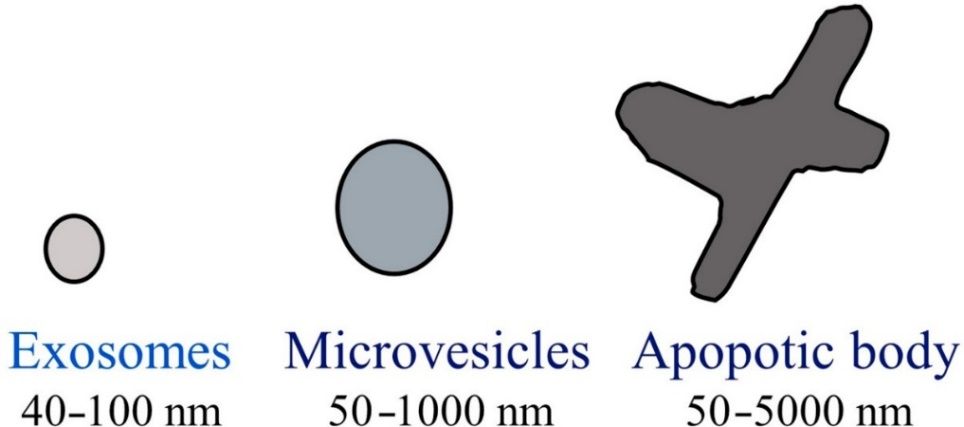 Exosomes
40–100 nm
Microvesicles
50–1000 nm
Apopotic body
50–5000 nm